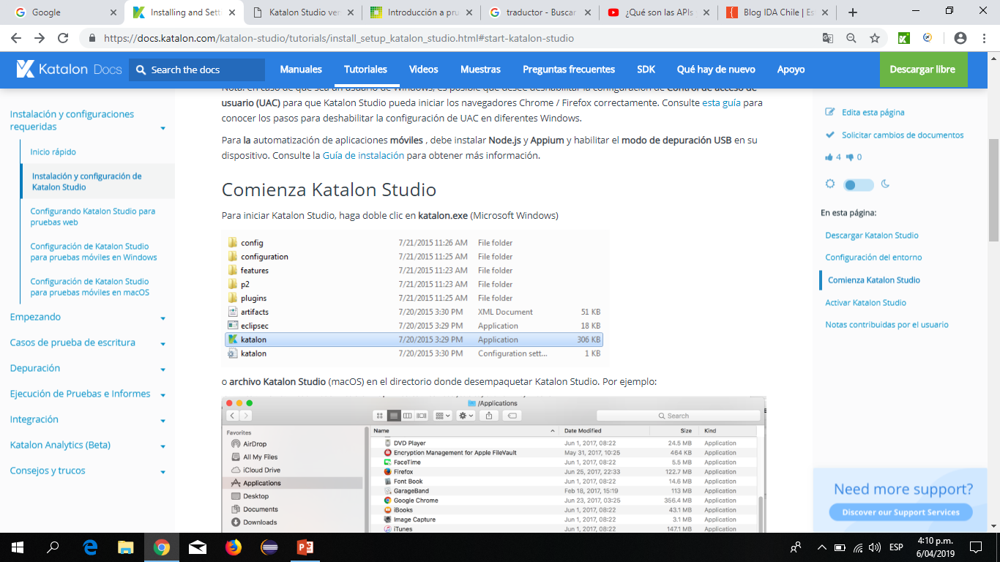 Google
Installing and Sett
Katalon Studio ver
Introducción a pru
traductor - Buscar
¿Qué son las APIs
Blog IDA Chile | Es
https://docs.katalon.com/katalon-studio/tutorials/install_setup_katalon_studio.html#start-katalon-studio
Katalon Docs
Search the docs
Manuales
Tutoriales
Videos
Muestras
Preguntas frecuentes
SDK
Qué hay de nuevo
Apoyo
Descargar libre
Instalación y configuraciones
requeridas
Inicio rápido
Instalación y configuración de
Katalon Studio
Configurando Katalon Studio para
pruebas web
Configuración de Katalon Studio
para pruebas móviles en Windows
Configuración de Katalon Studio
para pruebas móviles en macOS
Empezando
Casos de prueba de escritura
Depuración
Ejecución de Pruebas e Informes
Integración
Katalon Analytics (Beta)
Consejos y trucos
Nota: en caso de que sea un usuario de Windows, es posible que desee deshabilitar la configuración de Control de acceso de
usuario (UAC) para que Katalon Studio pueda iniciar los navegadores Chrome / Firefox correctamente. Consulte esta guía para
conocer los pasos para deshabilitar la configuración de UAC en diferentes Windows.
Para la automatización de aplicaciones móviles , debe instalar Node.js y Appium y habilitar el modo de depuración USB en su
dispositivo. Consulte la Guía de instalación para obtener más información.
Comienza Katalon Studio
Para iniciar Katalon Studio, haga doble clic en katalon.exe (Microsoft Windows)
config 7/21/2015 11:26 AM File folder
configuration 7/21/2015 11:25 AM File folder
features 7/21/2015 11:23 AM File folder
p2 7/21/2015 11:23 AM File folder
plugins 7/21/2015 11:25 AM File folder
artifacts 7/20/2015 3:30 PM XML Document 51 KB
eclipsec 7/20/2015 3:29 PM Application 18 KB
katalon 7/20/2015 3:29 PM Application 306 KB
katalon 7/20/2015 3:30 PM Configuration sett... 1 KB
o archivo Katalon Studio (macOS) en el directorio donde desempaquetar Katalon Studio. Por ejemplo:
/Applications
Search
Favorites
AirDrop
All My Files
iCloud Drive
Applications
Desktop
Documents
Downloads
Name Date Modified Size Kind
DVD Player Jun 1, 2017, 08:22 24.5 MB Application
Encryption Management for Apple FileVault May 31, 2017, 10:25 464 KB Application
FaceTime Jun 1, 2017, 08:22 5.5 MB Application
Firefox Jun 25, 2017, 22:33 122.7 MB Application
Font Book Jun 1, 2017, 08:22 14.6 MB Application
GarageBand Feb 18, 2017, 15:19 113 MB Application
Google Chrome Jun 23, 2017, 03:25 356.4 MB Application
iBooks Jun 1, 2017, 08:22 43.1 MB Application
Image Capture Jun 1, 2017, 08:22 3.1 MB Application
iTunes Jun 1, 2017, 08:22 147.1 MB Application
Edita esta página
Solicitar cambios de documentos
4 0
En esta página:
Descargar Katalon Studio
Configuración del entorno
Comienza Katalon Studio
Activar Katalon Studio
Notas contribuidas por el usuario
Need more support?
Discover our Support Services
ESP
4:10 p.m.
6/04/2019